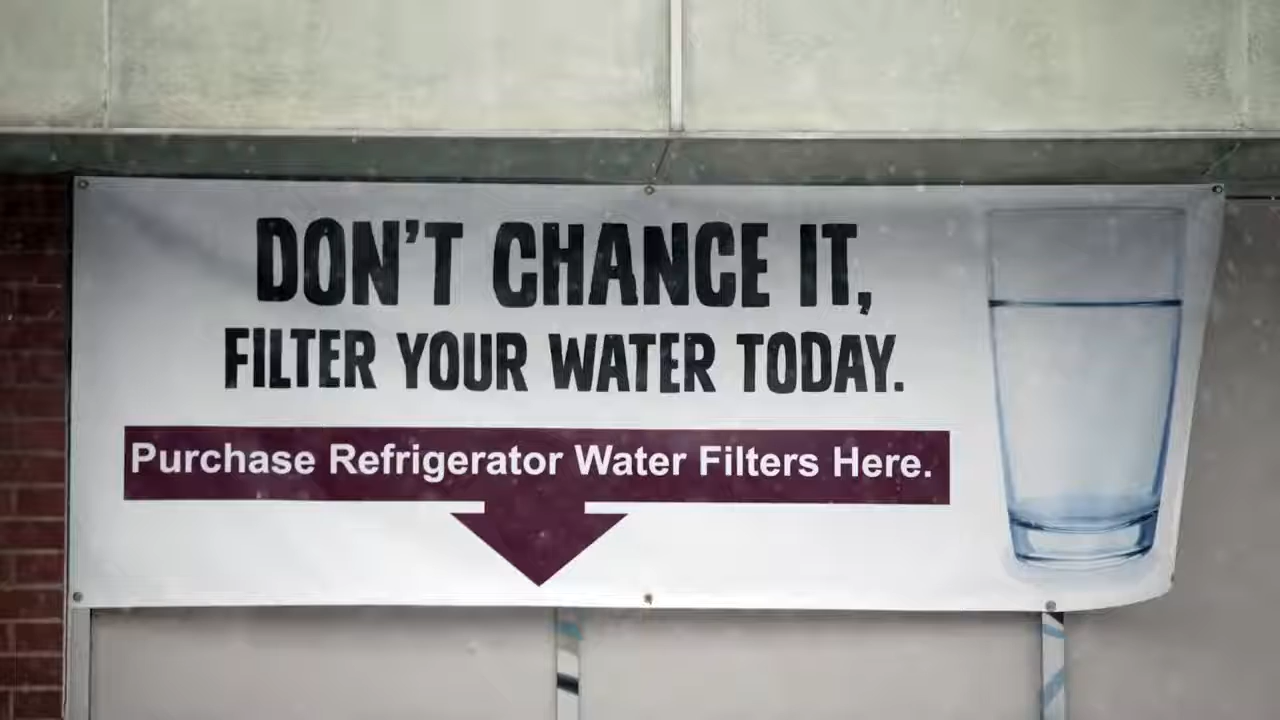 DON'T CHANCE IT,
FILTER YOUR WATER TODAY.
Purchase Refrigerator Water Filters Here.